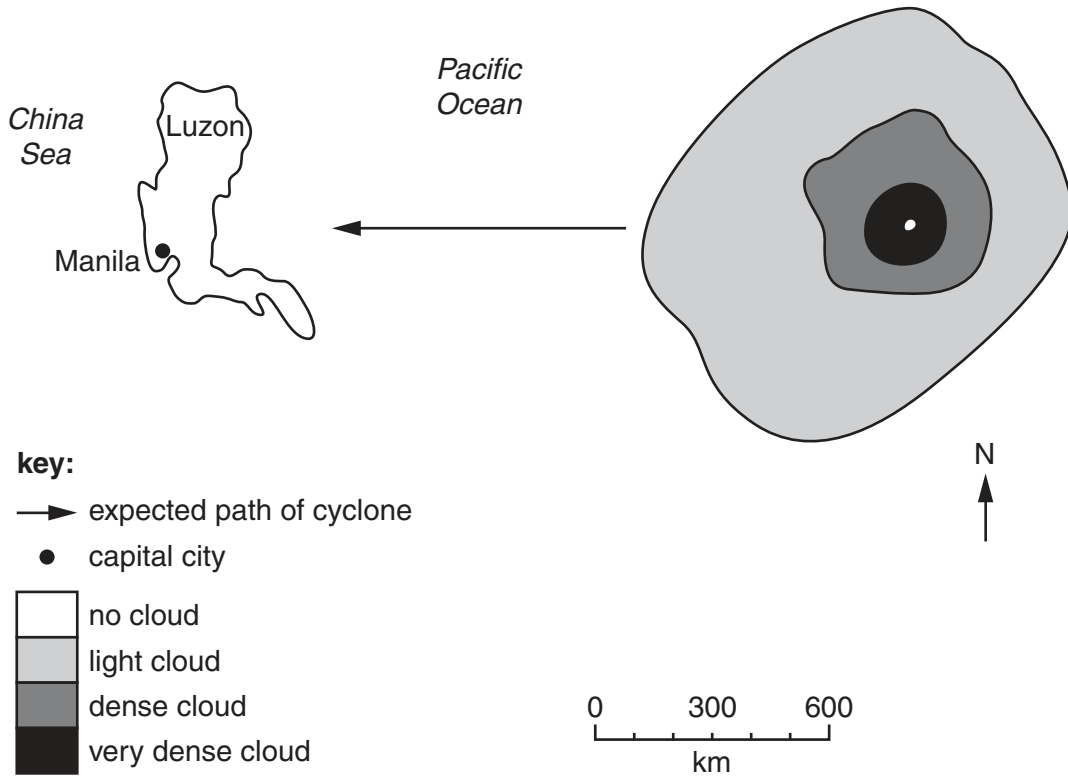 China
Sea
Luzon
Pacific
Ocean
Manila
N
key:
expected path of cyclone
capital city
no cloud
light cloud
dense cloud
very dense cloud
0 300 600
km